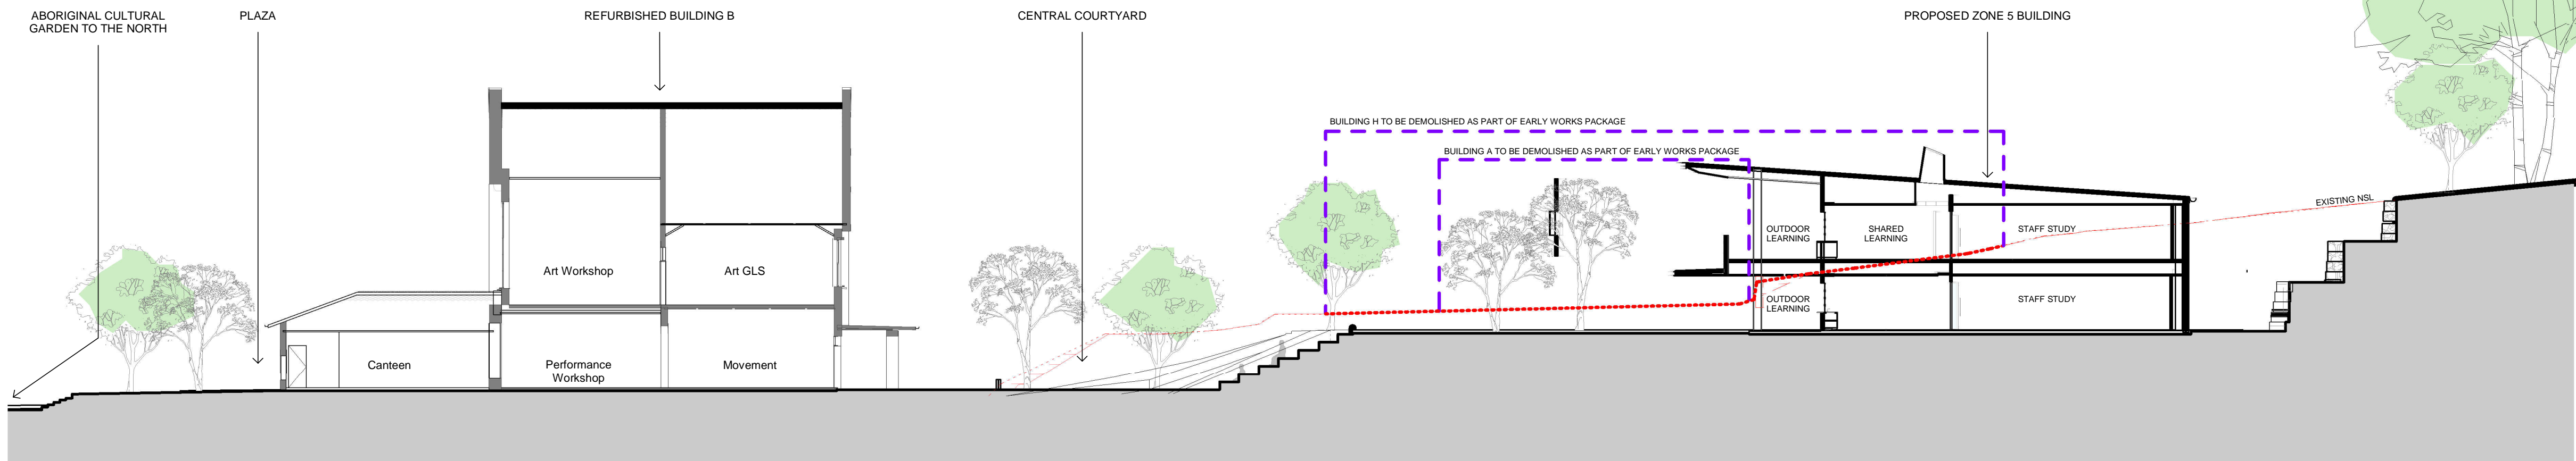 ABORIGINAL CULTURAL
GARDEN TO THE NORTH
PLAZA
REFURBISHED BUILDING B
CENTRAL COURTYARD
PROPOSED ZONE 5 BUILDING
BUILDING H TO BE DEMOLISHED AS PART OF EARLY WORKS PACKAGE
BUILDING A TO BE DEMOLISHED AS PART OF EARLY WORKS PACKAGE
EXISTING NSL
OUTDOOR
LEARNING
SHARED
LEARNING
STAFF STUDY
Art Workshop
Art GLS
OUTDOOR
LEARNING
STAFF STUDY
Canteen
Performance
Workshop
Movement